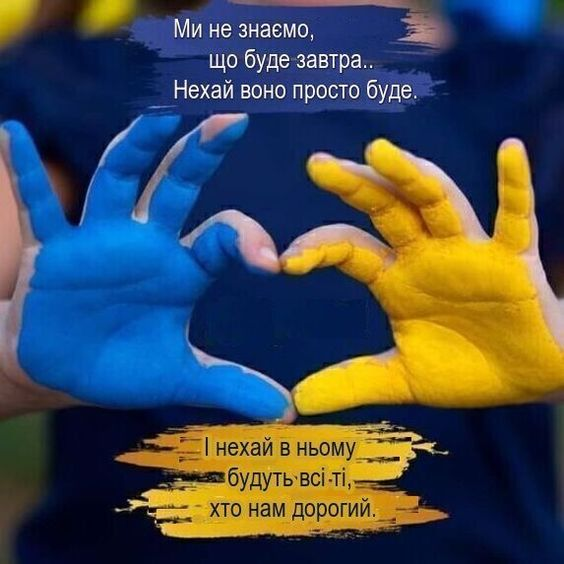 Ми не знаємо,
що буде завтра..
Нехай воно просто буде.
І нехай в ньому
будуть всі ті,
хто нам дорогий.